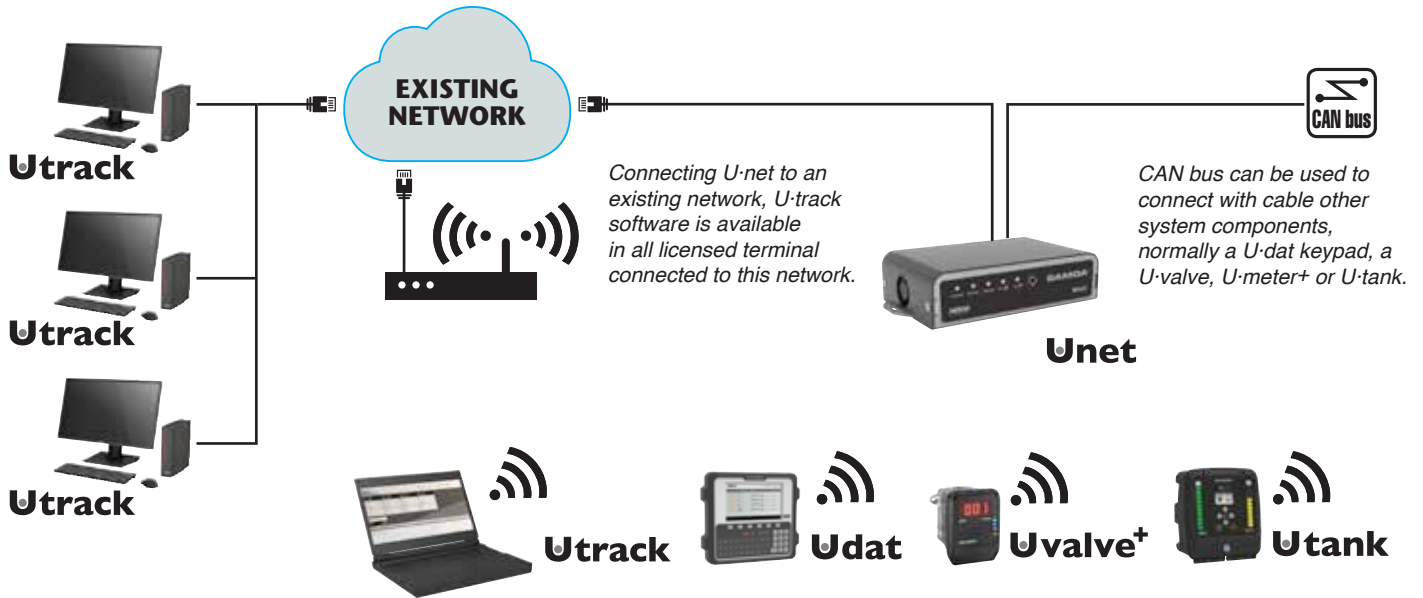 EXISTING
NETWORK
CAN bus
Utrack
Connecting U·net to an
existing network, U·track
software is available
in all licensed terminal
connected to this network.
CAN bus can be used to
connect with cable other
system components,
normally a U·dat keypad, a
U·valve, U·meter+ or U·tank.
SAMOA
Utrack
Unet
Utrack
001
Utrack
Udat
Uvalve+
Utank